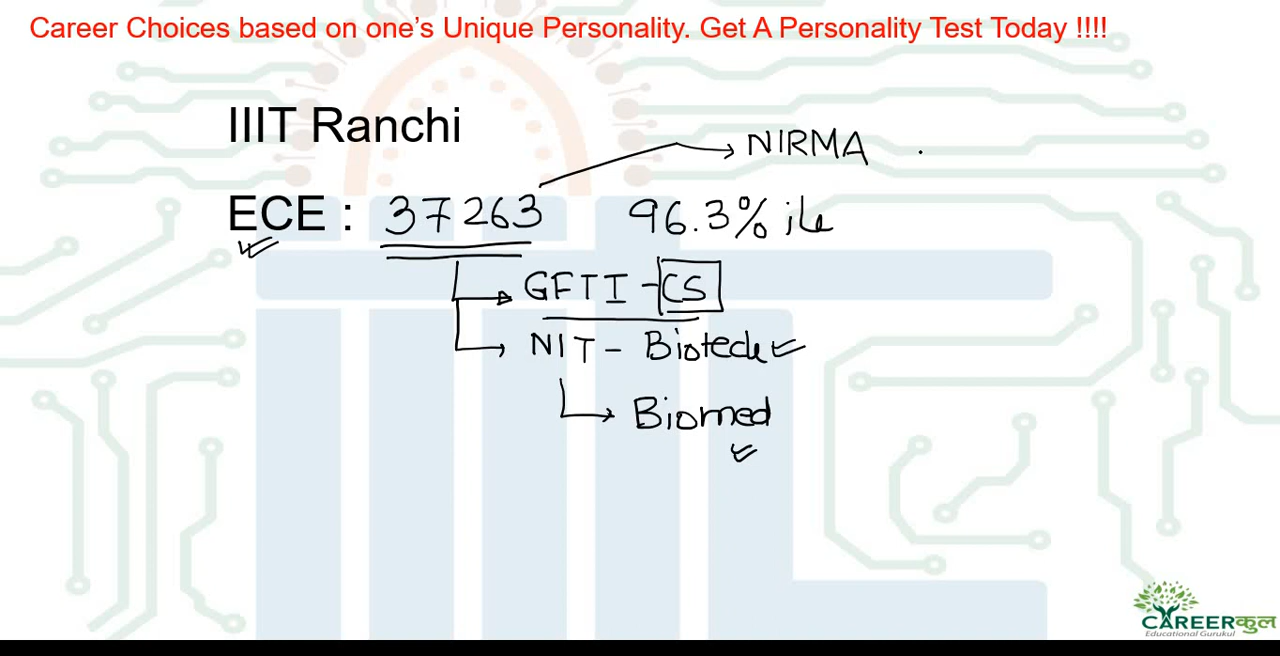 Career Choices based on one’s Unique Personality. Get A Personality Test Today !!!!
IIIT Ranchi
NIRMA
ECE : 37263 96.3%ile
GFTI - CS
NIT - Biotech
Biomed
CAREERकुल
Educational Gurukul